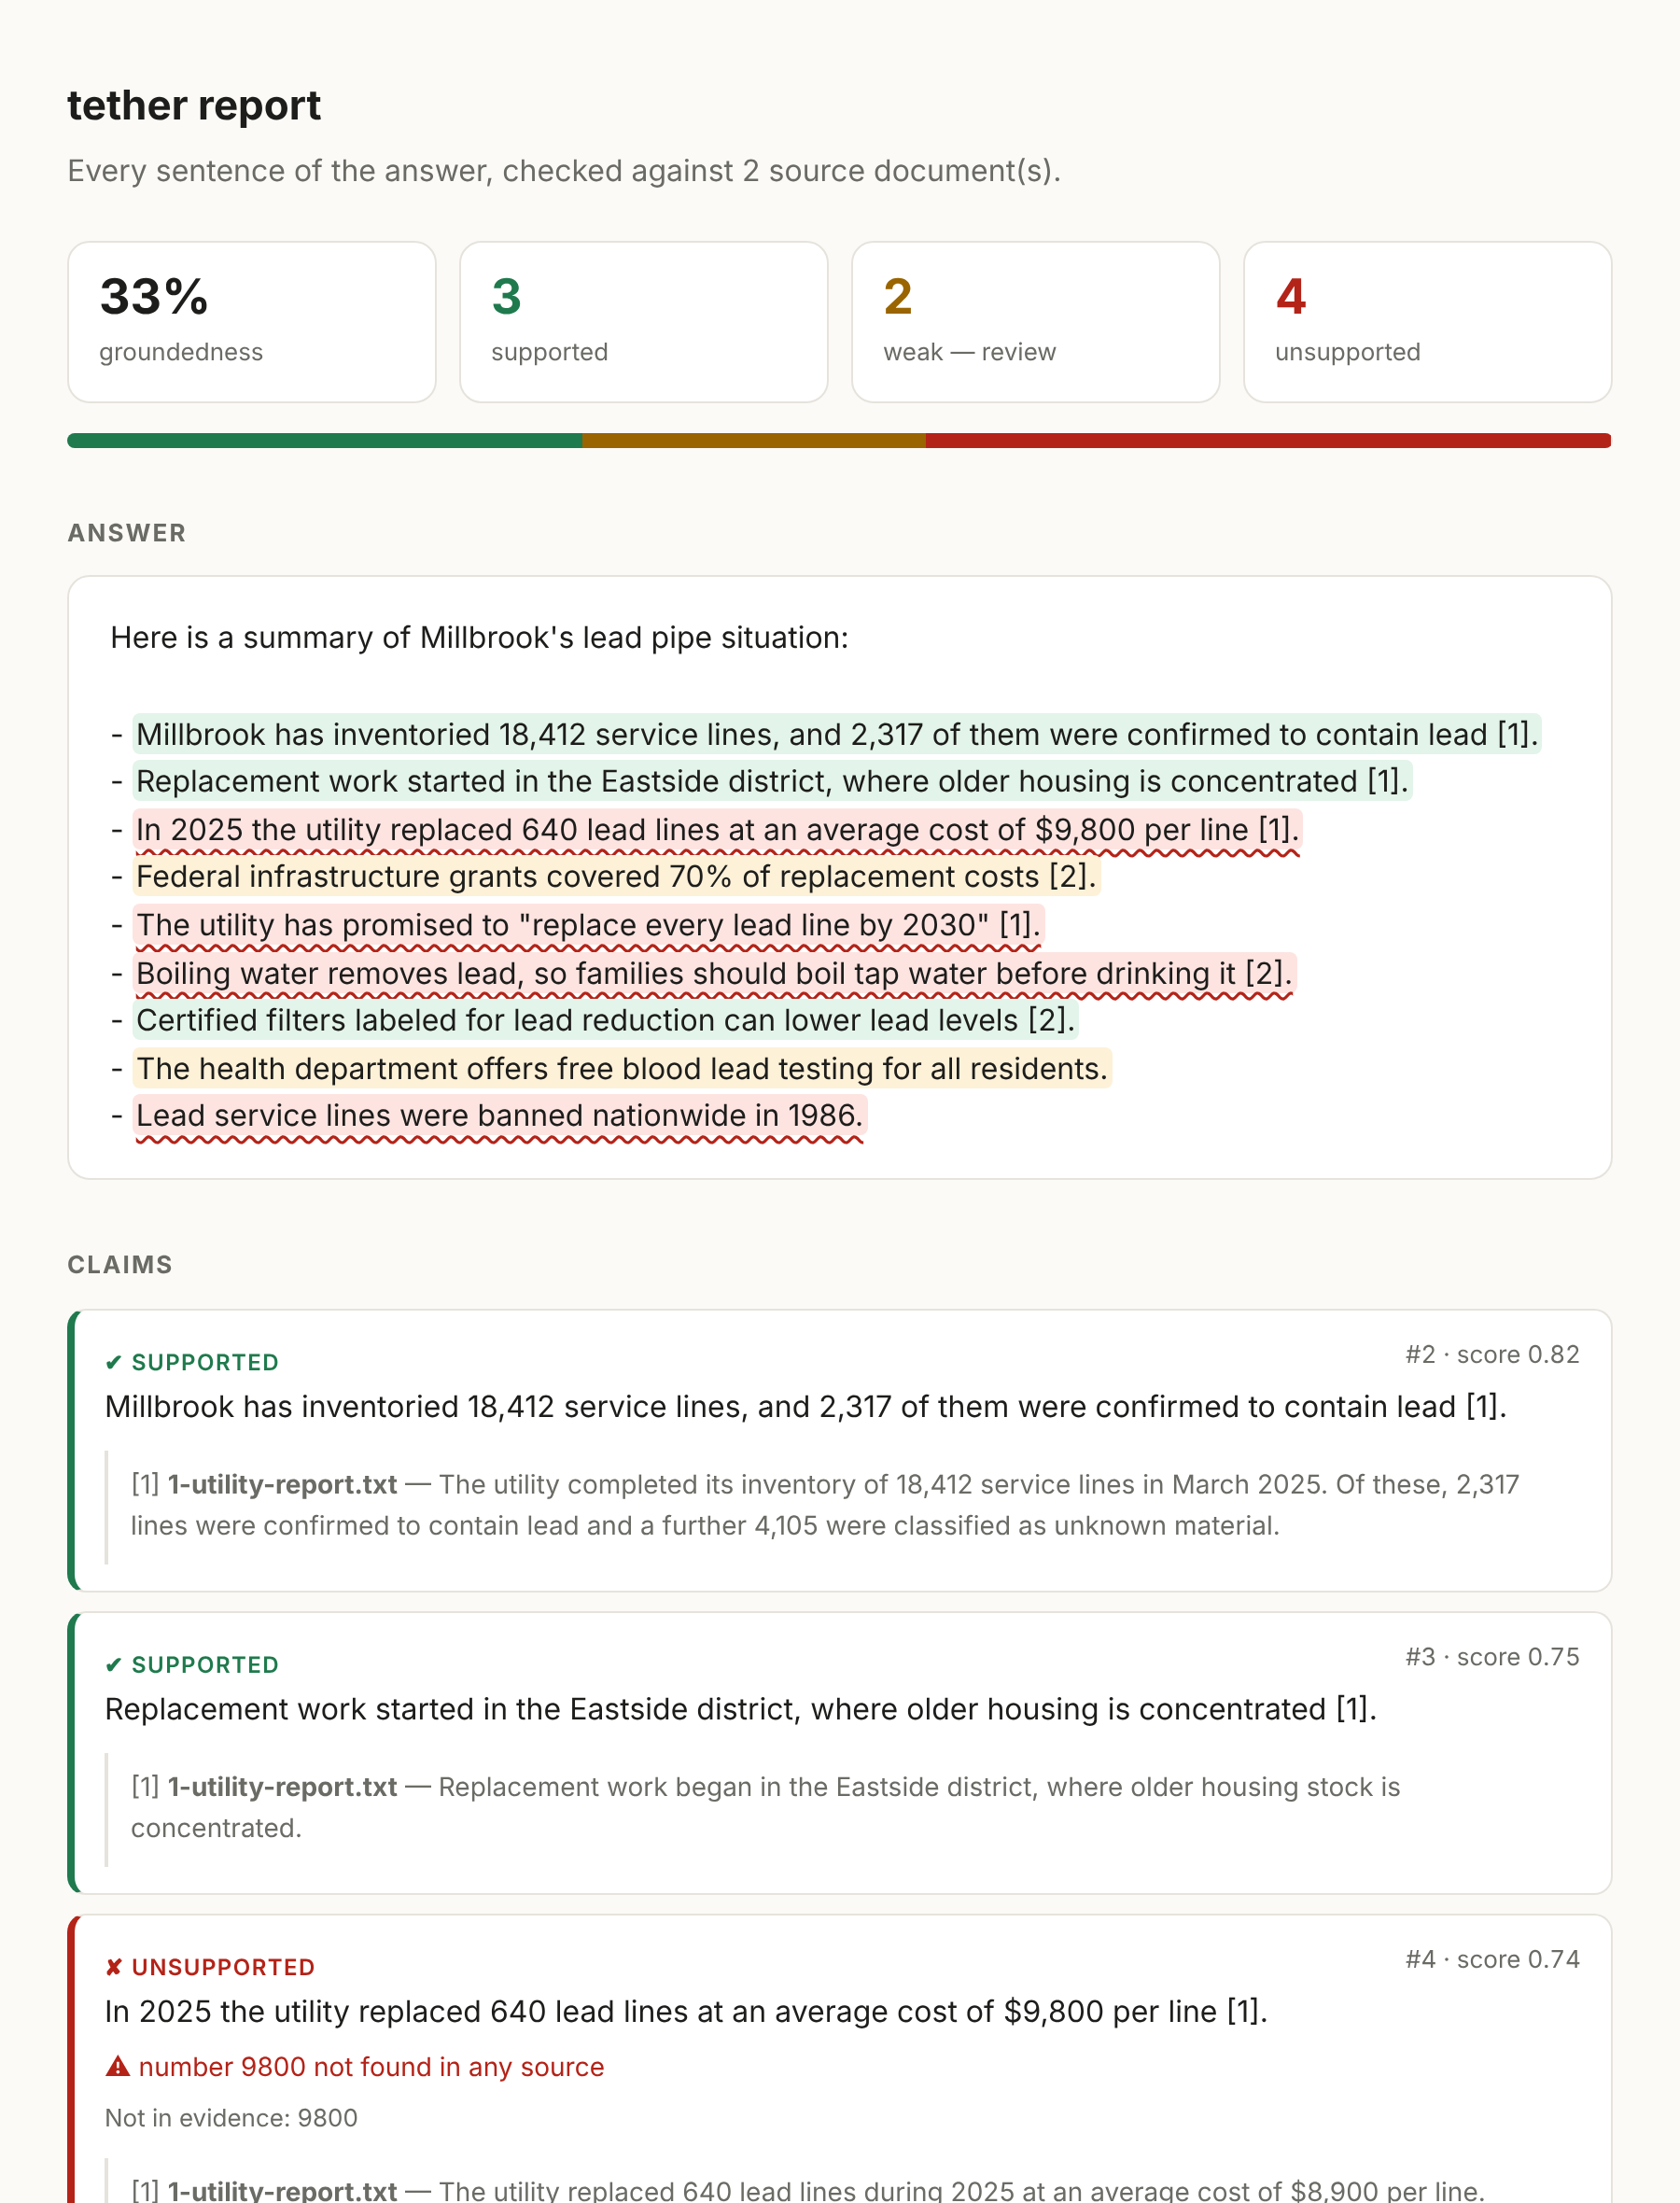 tether report
Every sentence of the answer, checked against 2 source document(s).
33%
groundedness
3
supported
2
weak — review
4
unsupported
ANSWER
Here is a summary of Millbrook's lead pipe situation:
- Millbrook has inventoried 18,412 service lines, and 2,317 of them were confirmed to contain lead [1].
- Replacement work started in the Eastside district, where older housing is concentrated [1].
- In 2025 the utility replaced 640 lead lines at an average cost of $9,800 per line [1].
- Federal infrastructure grants covered 70% of replacement costs [2].
- The utility has promised to "replace every lead line by 2030" [1].
- Boiling water removes lead, so families should boil tap water before drinking it [2].
- Certified filters labeled for lead reduction can lower lead levels [2].
- The health department offers free blood lead testing for all residents.
- Lead service lines were banned nationwide in 1986.
CLAIMS
✔ SUPPORTED
#2 · score 0.82
Millbrook has inventoried 18,412 service lines, and 2,317 of them were confirmed to contain lead [1].
[1] 1-utility-report.txt — The utility completed its inventory of 18,412 service lines in March 2025. Of these, 2,317
lines were confirmed to contain lead and a further 4,105 were classified as unknown material.
✔ SUPPORTED
#3 · score 0.75
Replacement work started in the Eastside district, where older housing is concentrated [1].
[1] 1-utility-report.txt — Replacement work began in the Eastside district, where older housing stock is
concentrated.
✘ UNSUPPORTED
#4 · score 0.74
In 2025 the utility replaced 640 lead lines at an average cost of $9,800 per line [1].
⚠ number 9800 not found in any source
Not in evidence: 9800
[1] 1-utility-report.txt — The utility replaced 640 lead lines during 2025 at an average cost of $8,900 per line.